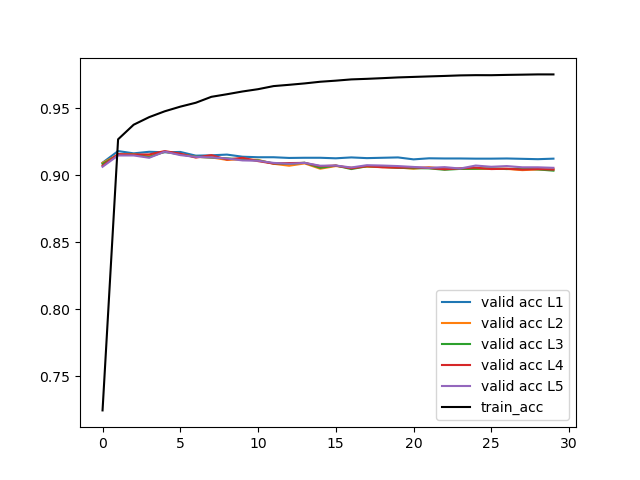 0.95
0.90
0.85
0.80
0.75
0 5 10 15 20 25 30
valid acc L1
valid acc L2
valid acc L3
valid acc L4
valid acc L5
train_acc